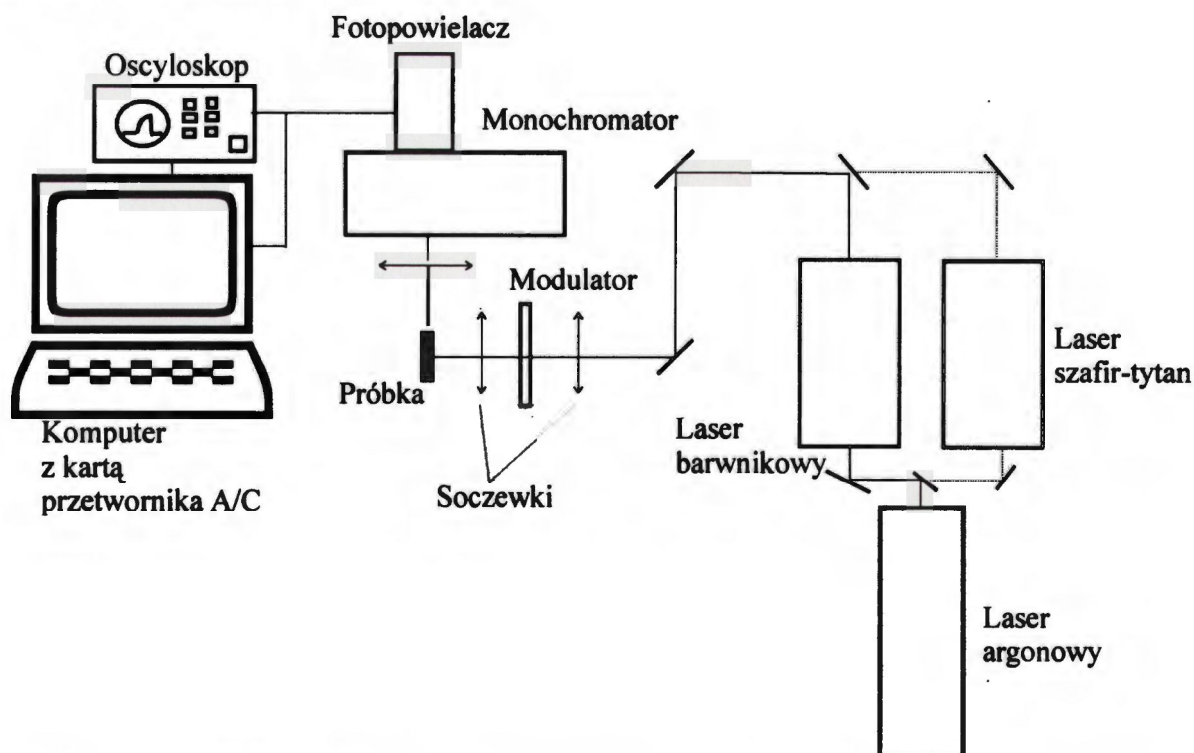 Fotopowielacz
Oscyloskop
Monochromator
Modulator
Próbka
Soczewki
Komputer
z kartą
przetwornika A/C
Laser
barwnikowy
Laser
szafir-tytan
Laser
argonowy